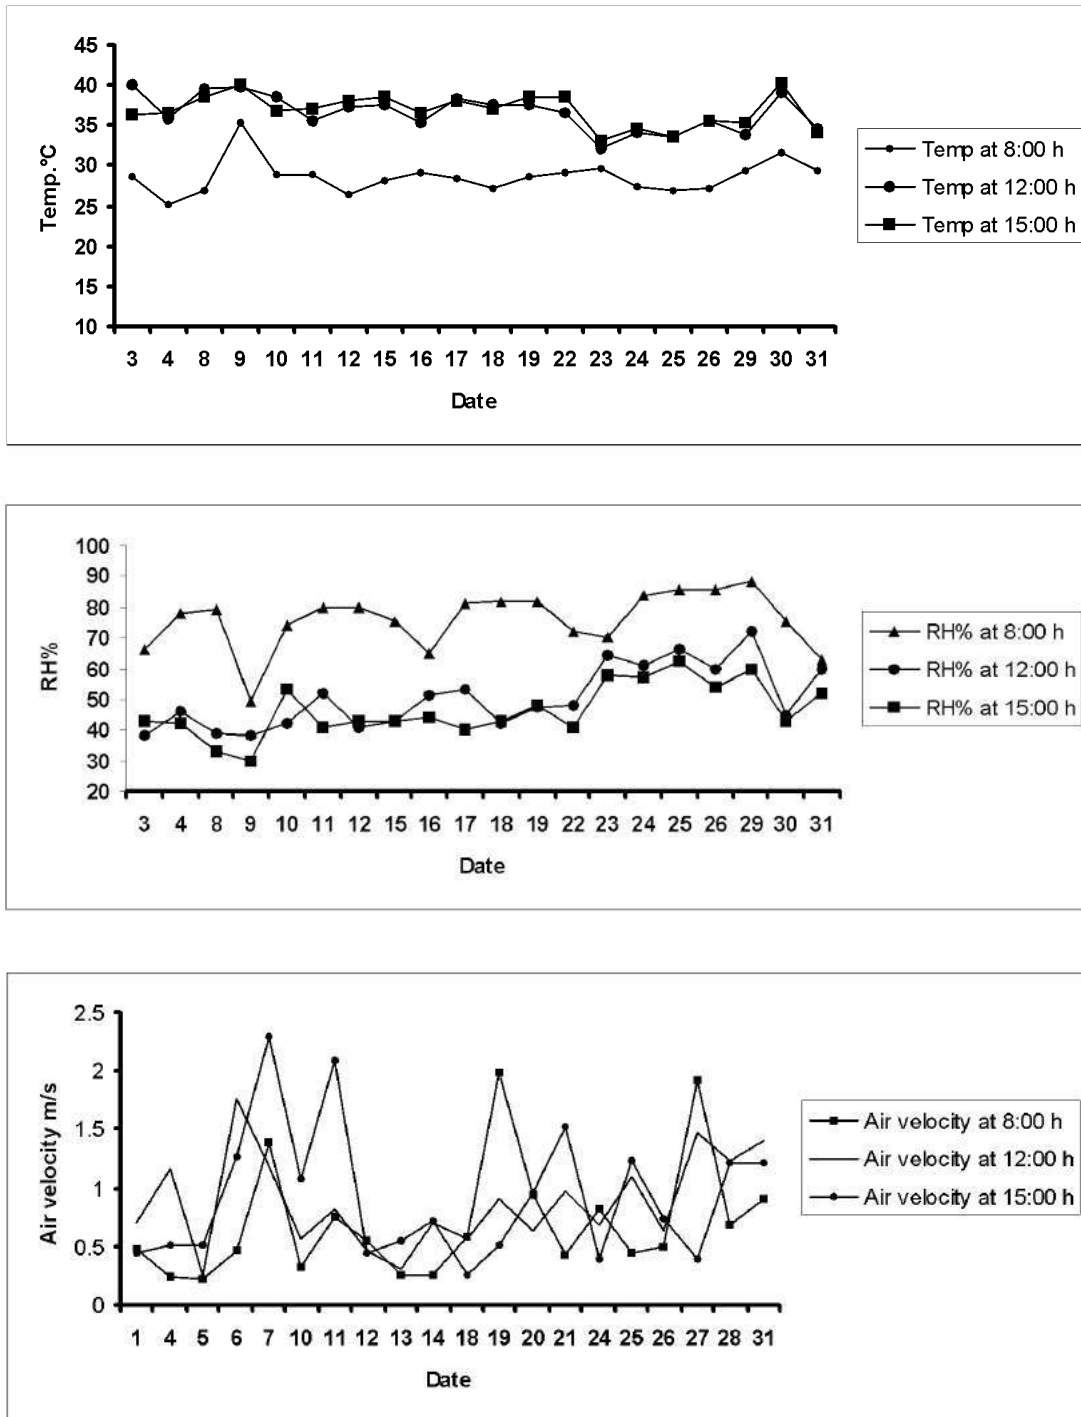 45
40
35
30
25
20
15
10
Temp.°C
3 4 8 9 10 11 12 15 16 17 18 19 22 23 24 25 26 29 30 31
Date
Temp at 8:00 h
Temp at 12:00 h
Temp at 15:00 h
100
90
80
70
60
50
40
30
20
RH%
3 4 8 9 10 11 12 15 16 17 18 19 22 23 24 25 26 29 30 31
Date
RH% at 8:00 h
RH% at 12:00 h
RH% at 15:00 h
2.5
2
1.5
1
0.5
0
Air velocity m/s
1 4 5 6 7 10 11 12 13 14 18 19 20 21 24 25 26 27 28 31
Date
Air velocity at 8:00 h
Air velocity at 12:00 h
Air velocity at 15:00 h